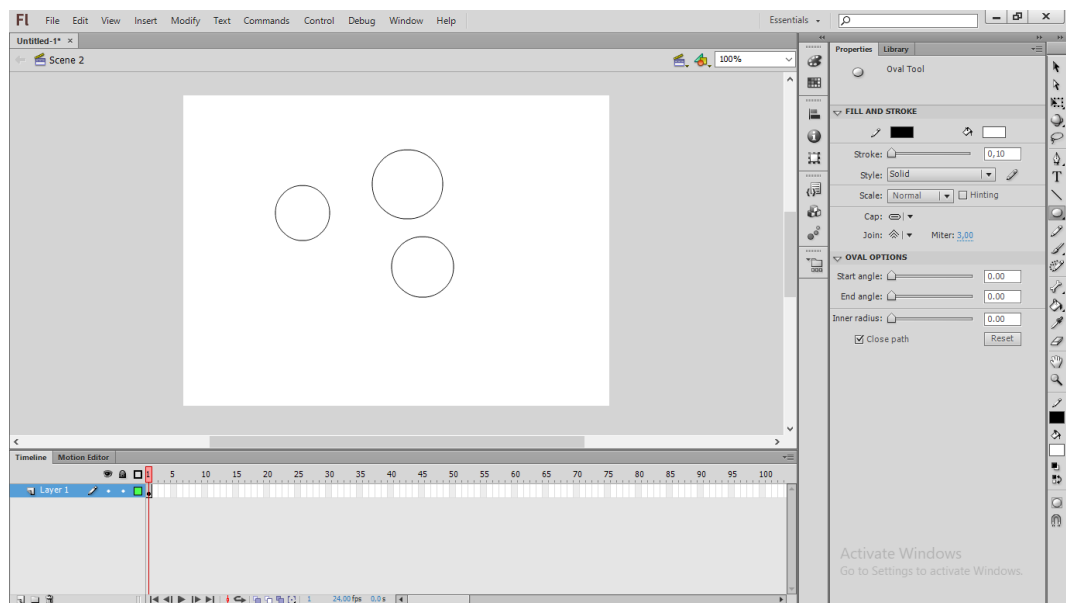 Fl File Edit View Insert Modify Text Commands Control Debug Window Help Essentials
Untitled-1* ×
Scene 2 100%
Properties Library
Oval Tool
FILL AND STROKE
Stroke: 0,10
Style: Solid
Scale: Normal Hinting
Cap:
Join: Miter: 3,00
OVAL OPTIONS
Start angle: 0.00
End angle: 0.00
Inner radius: 0.00
Close path Reset
Timeline Motion Editor
1 5 10 15 20 25 30 35 40 45 50 55 60 65 70 75 80 85 90 95 100
Layer 1
1 24.00 fps 0.0 s
Activate Windows
Go to Settings to activate Windows.